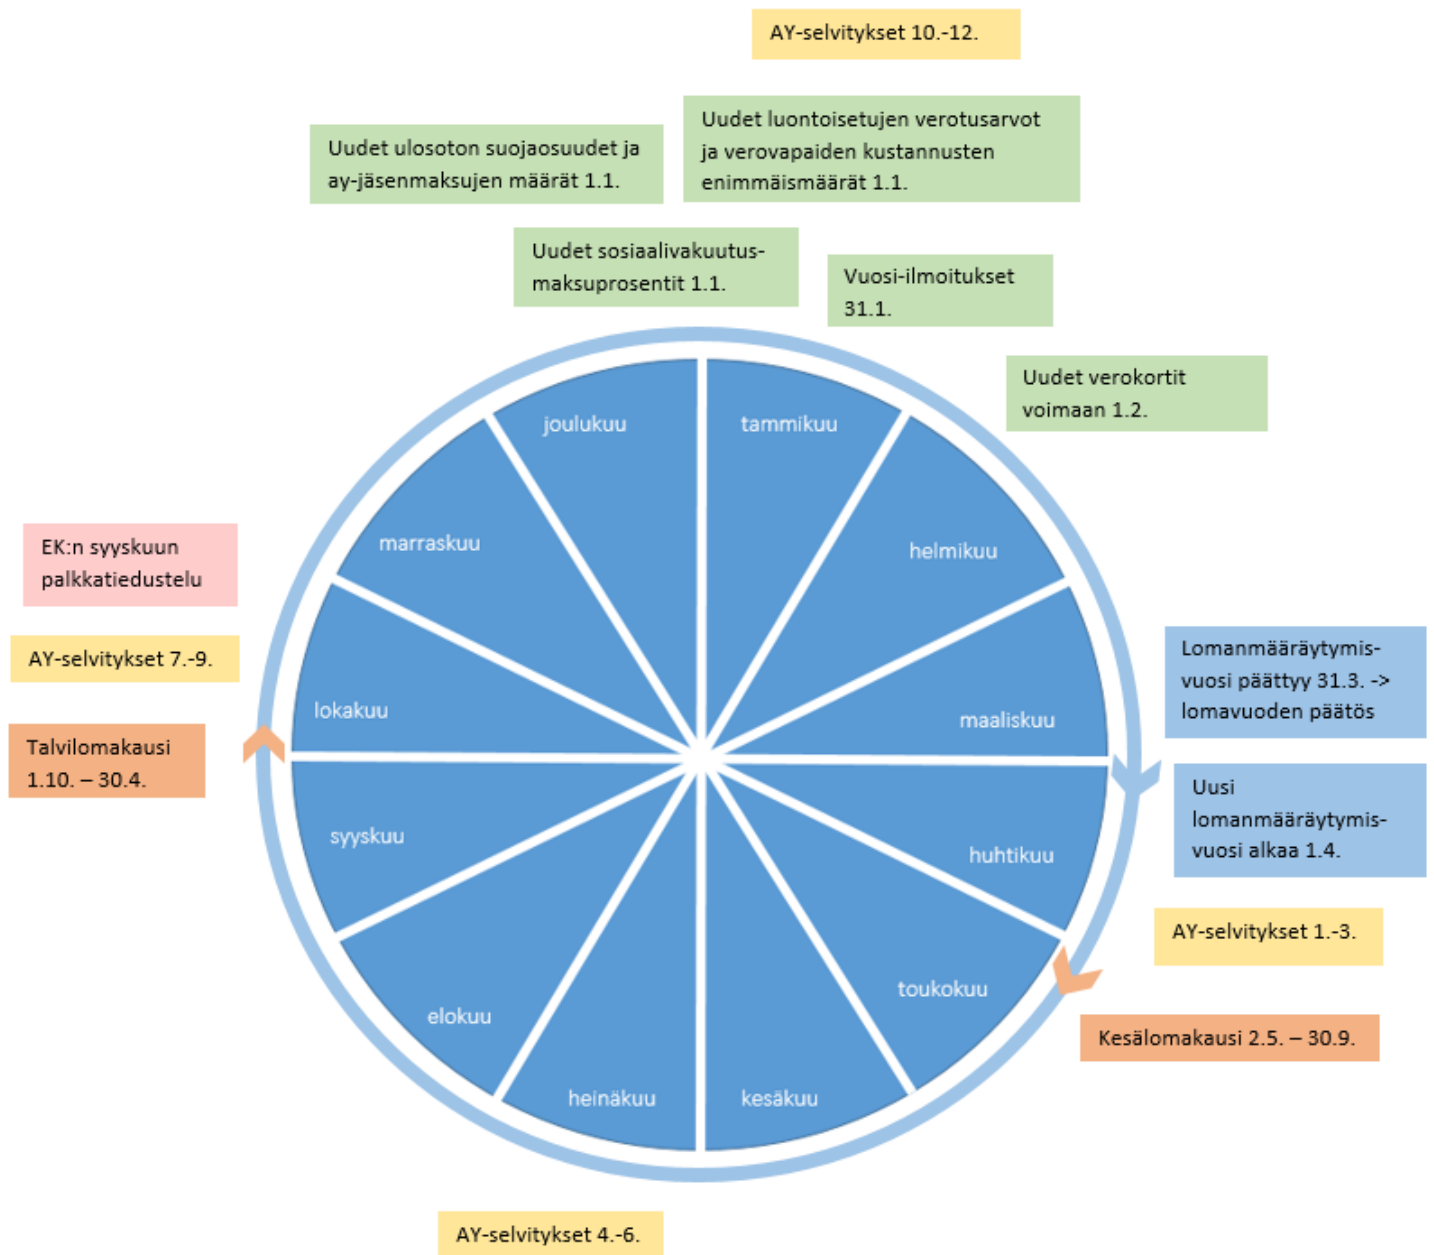 AY-selvitykset 10.-12.
Uudet ulosoton suojaosuudet ja
ay-jäsenmaksujen määrät 1.1.
Uudet luontoisetujen verotusarvot
ja verovapaiden kustannusten
enimmäismäärät 1.1.
Uudet sosiaalivakuutus-
maksuprosentit 1.1.
Vuosi-ilmoitukset
31.1.
Uudet verokortit
voimaan 1.2.
joulukuu
tammikuu
marraskuu
helmikuu
lokakuu
maaliskuu
syyskuu
huhtikuu
elokuu
toukokuu
heinäkuu
kesäkuu
EK:n syyskuun
palkkatiedustelu
AY-selvitykset 7.-9.
Talvilomakausi
1.10. – 30.4.
Lomanmääräytymis-
vuosi päättyy 31.3. ->
lomavuoden päätös
Uusi
lomanmääräytymis-
vuosi alkaa 1.4.
AY-selvitykset 1.-3.
Kesälomakausi 2.5. – 30.9.
AY-selvitykset 4.-6.